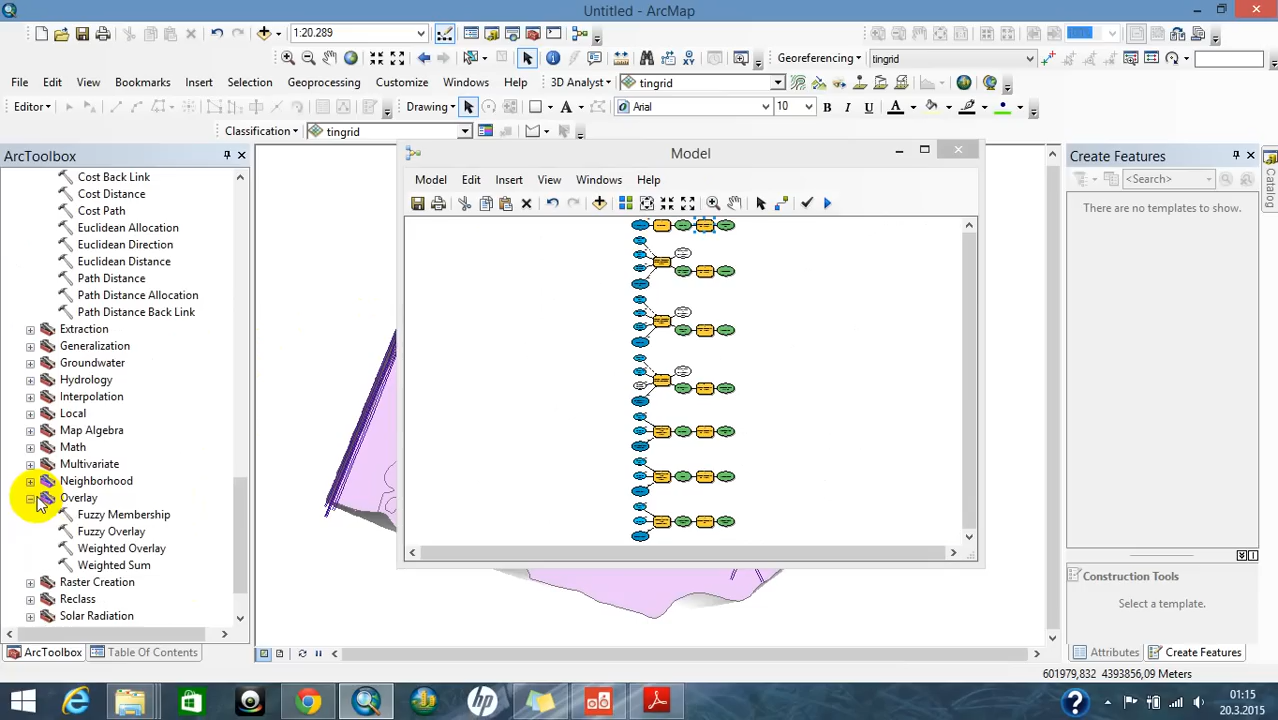 Untitled - ArcMap
1:20.289
Georeferencing
tingrid
File Edit View Bookmarks Insert Selection Geoprocessing Customize Windows Help 3D Analyst tingrid
Editor Drawing Arial 10 B I U A
Classification tingrid
ArcToolbox
Cost Back Link
Cost Distance
Cost Path
Euclidean Allocation
Euclidean Direction
Euclidean Distance
Path Distance
Path Distance Allocation
Path Distance Back Link
Extraction
Generalization
Groundwater
Hydrology
Interpolation
Local
Map Algebra
Math
Multivariate
Neighborhood
Overlay
Fuzzy Membership
Fuzzy Overlay
Weighted Overlay
Weighted Sum
Raster Creation
Reclass
Solar Radiation
ArcToolbox Table Of Contents
Model
Model Edit Insert View Windows Help
Create Features
<Search>
There are no templates to show.
Catalog
Construction Tools
Select a template.
Attributes Create Features
601979,832 4393856,09 Meters
01:15
20.3.2015